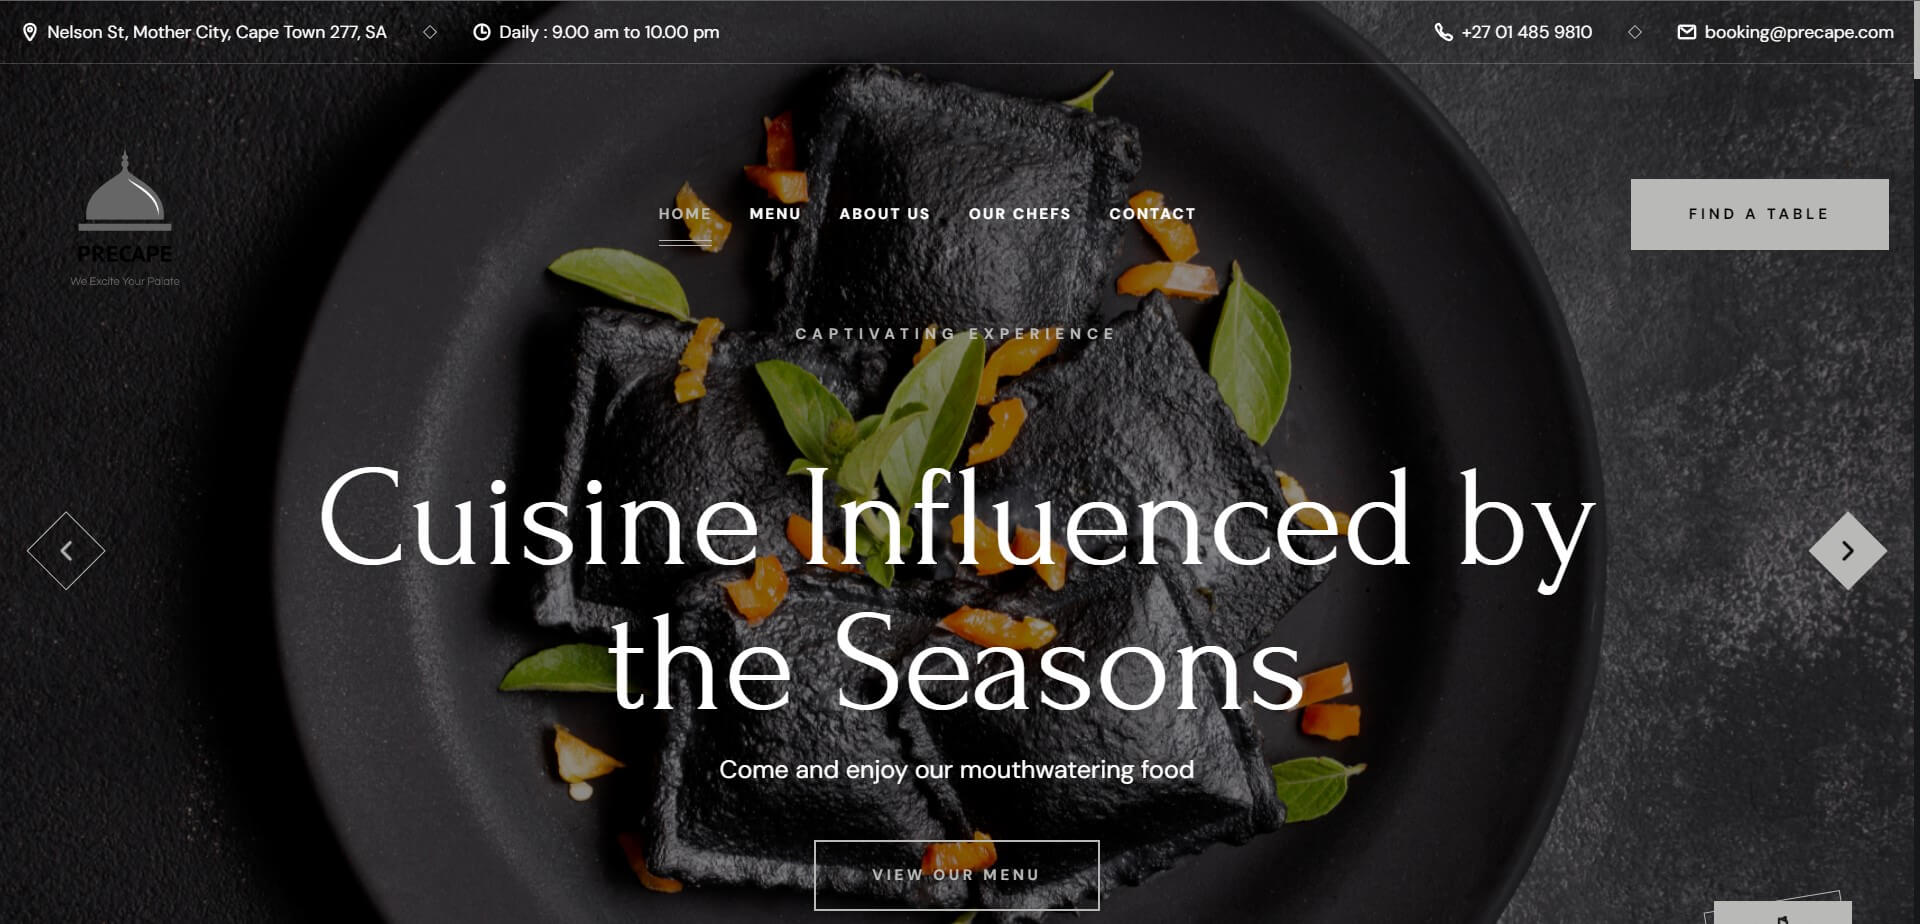 Nelson St, Mother City, Cape Town 277, SA
Daily : 9.00 am to 10.00 pm
+27 01 485 9810
booking@precape.com
PRECAPE
We Excite Your Palate
HOME
MENU
ABOUT US
OUR CHEFS
CONTACT
FIND A TABLE
CAPTIVATING EXPERIENCE
Cuisine Influenced by
the Seasons
Come and enjoy our mouthwatering food
VIEW OUR MENU